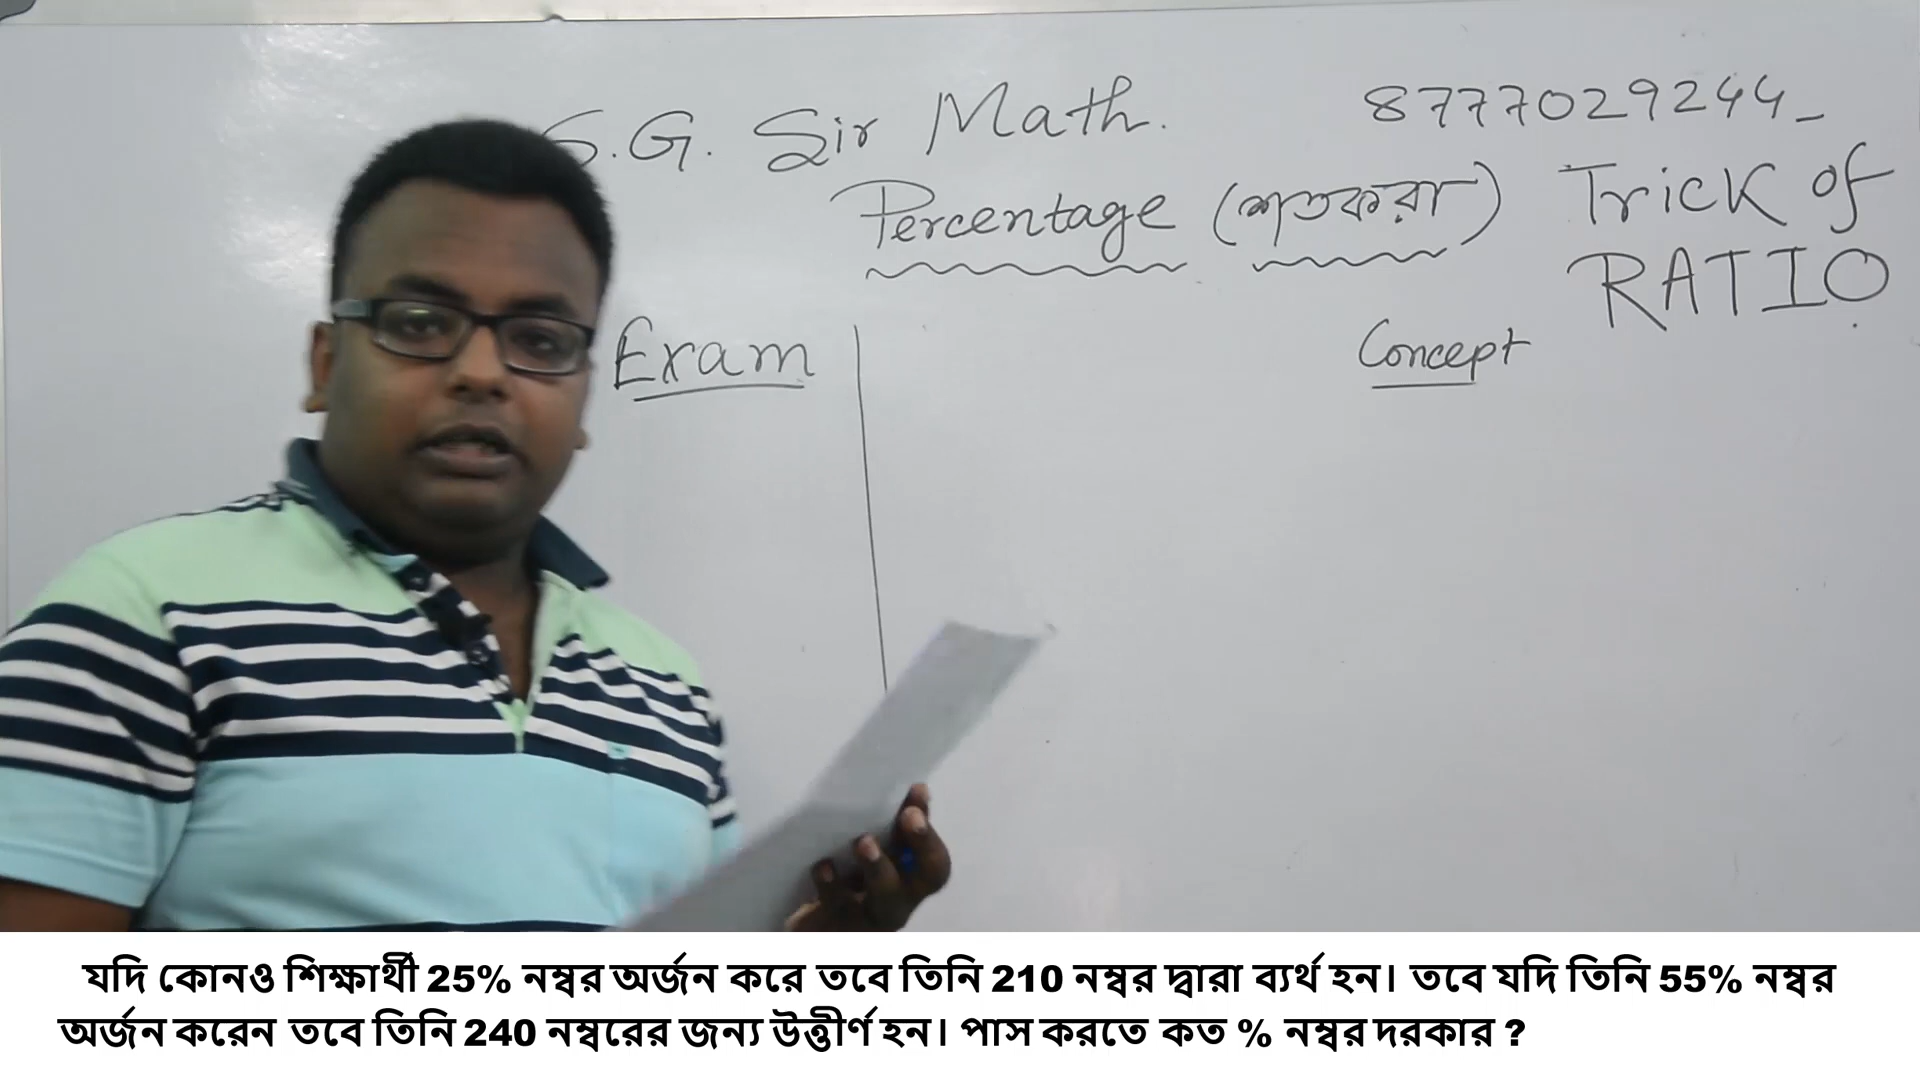 S.G. Sir Math.
8777029244
Percentage (শতকরা)
Trick of
RATIO
Exam
Concept
যদি কোনও শিক্ষার্থী 25% নম্বর অর্জন করে তবে তিনি 210 নম্বর দ্বারা ব্যর্থ হন। তবে যদি তিনি 55% নম্বর
অর্জন করেন তবে তিনি 240 নম্বরের জন্য উত্তীর্ণ হন। পাস করতে কত % নম্বর দরকার ?